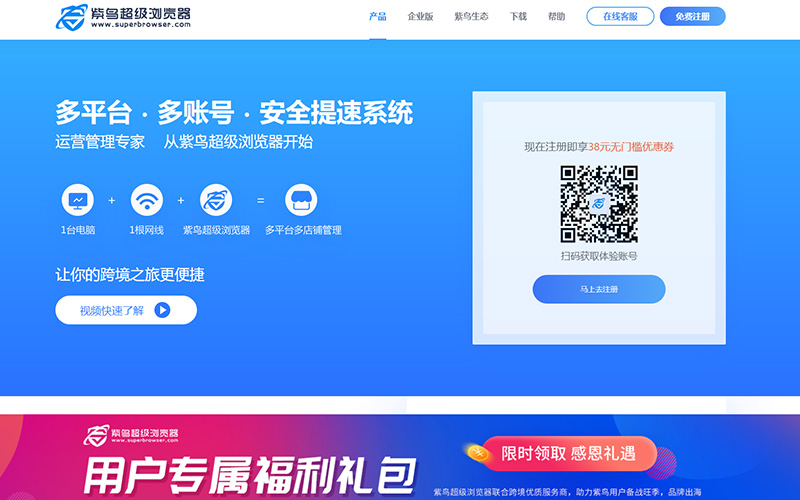 紫鸟超级浏览器
www.superbrowser.com
产品 企业版 紫鸟生态 下载 帮助 在线客服 免费注册
多平台 . 多账号 . 安全提速系统
运营管理专家 从紫鸟超级浏览器开始
现在注册即享38元无门槛优惠券
1台电脑 + 1根网线 + 紫鸟超级浏览器 = 多平台多店铺管理
扫码获取体验账号
让你的跨境之旅更便捷
马上去注册
视频快速了解
紫鸟超级浏览器
www.superbrowser.com
用户专属福利礼包
限时领取 感恩礼遇
紫鸟超级浏览器联合跨境优质服务商，助力紫鸟用户备战旺季，品牌出海